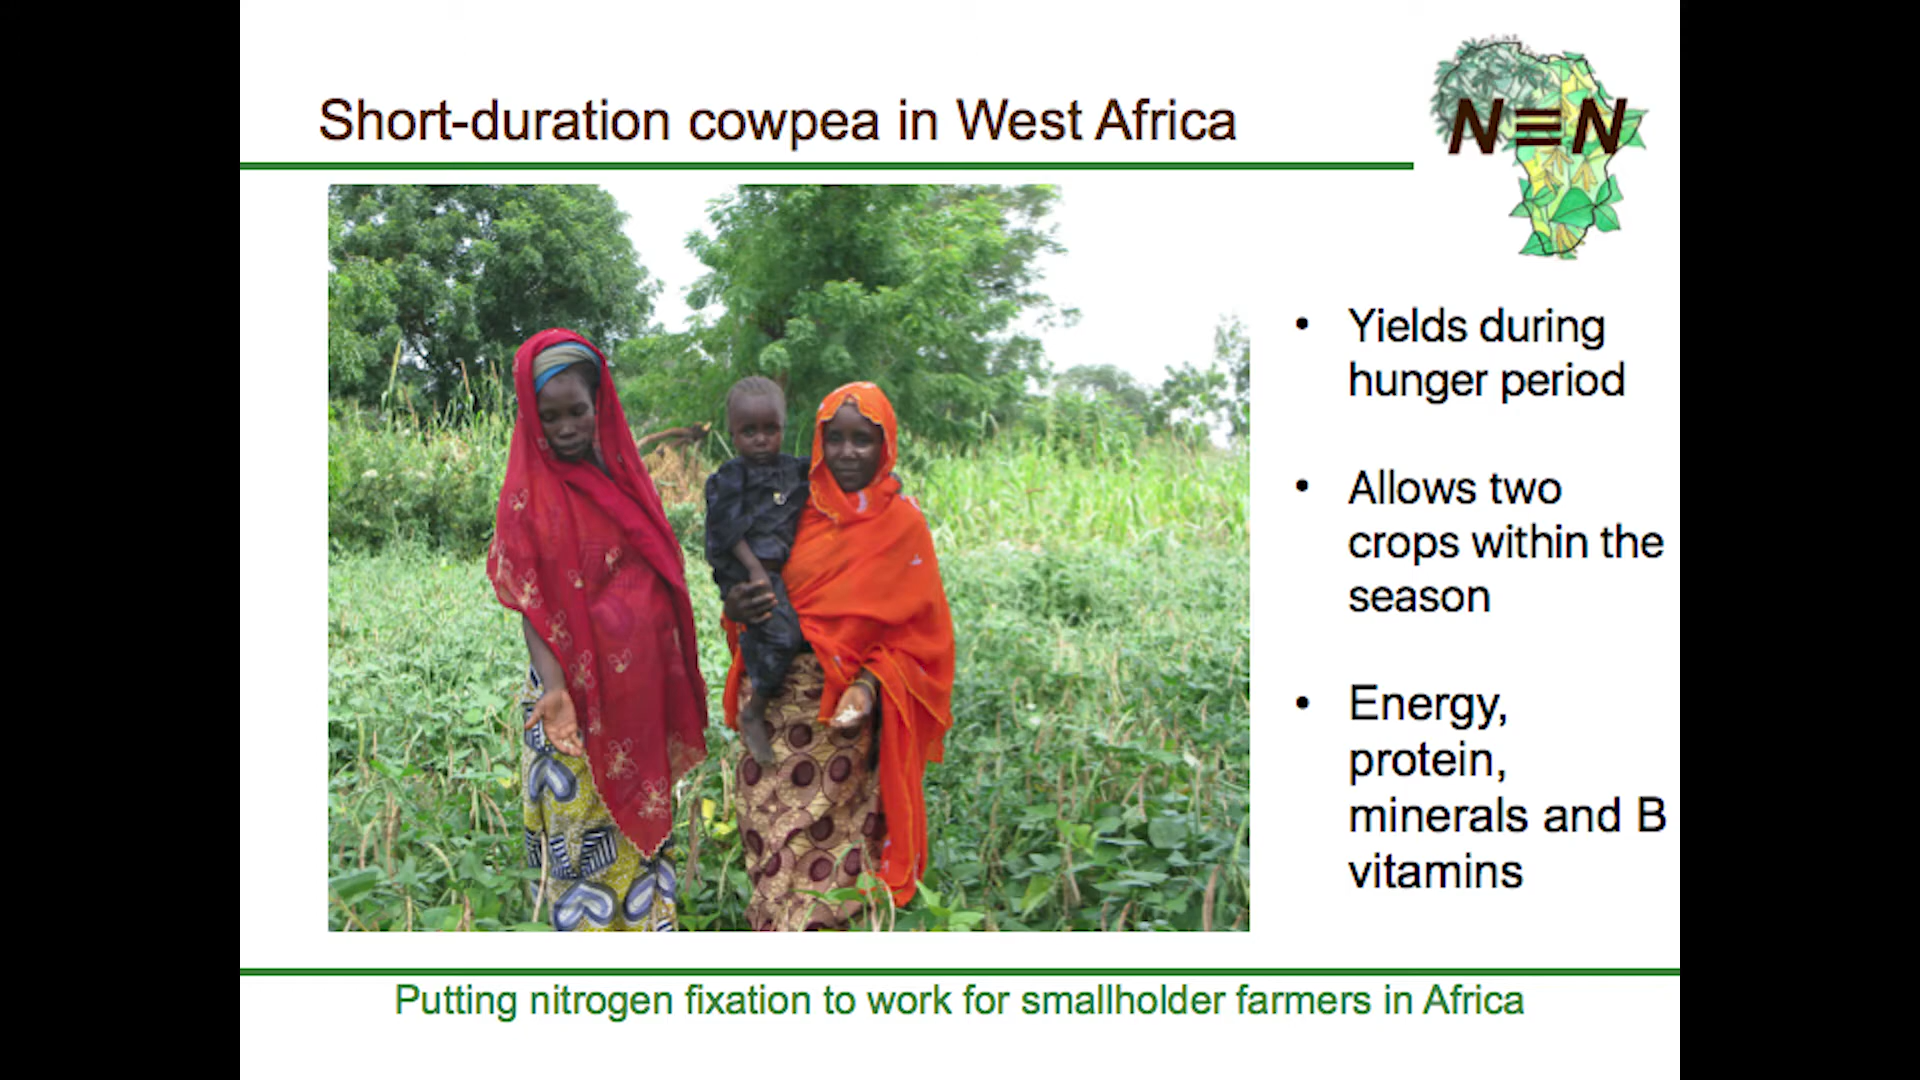 Short-duration cowpea in West Africa
N≡N
• Yields during
hunger period
• Allows two
crops within the
season
• Energy,
protein,
minerals and B
vitamins
Putting nitrogen fixation to work for smallholder farmers in Africa